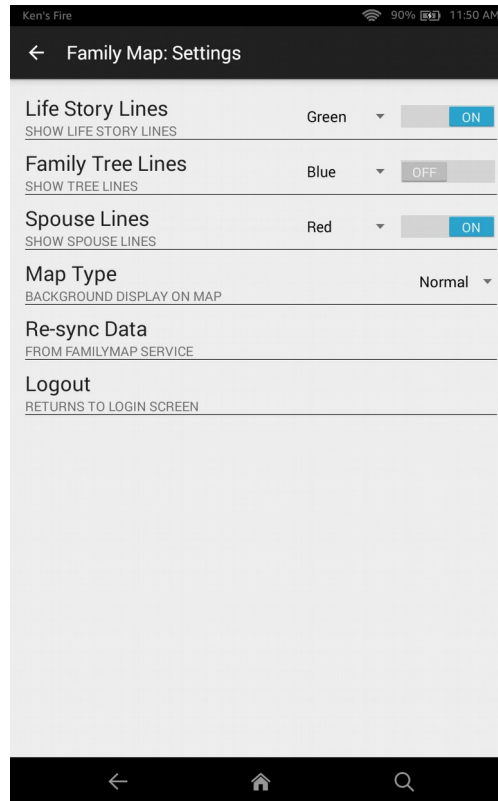 Ken's Fire 90% 11:50 AM
Family Map: Settings
Life Story Lines
SHOW LIFE STORY LINES
Green ON
Family Tree Lines
SHOW TREE LINES
Blue OFF
Spouse Lines
SHOW SPOUSE LINES
Red ON
Map Type
BACKGROUND DISPLAY ON MAP
Normal
Re-sync Data
FROM FAMILYMAP SERVICE
Logout
RETURNS TO LOGIN SCREEN